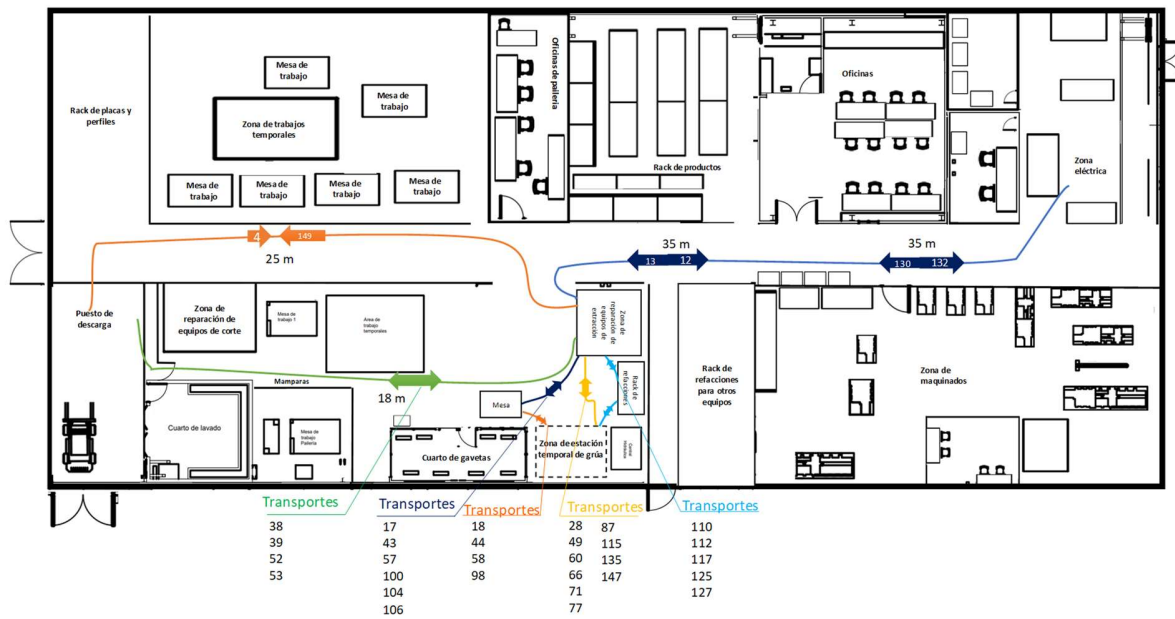 Mesa de
trabajo
Rack de placas y
perfiles
Mesa de
trabajo
Zona de trabajos
temporales
Mesa de
trabajo
Mesa de
trabajo
Mesa de
trabajo
Mesa de
trabajo
Oficinas de pailería
Rack de productos
Oficinas
Zona
eléctrica
4
149
25 m
35 m
13
12
35 m
130
132
Puesto de
descarga
Zona de
reparación de
equipos de corte
Mesa de
trabajo 1
Área de
trabajo
temporales
Zona de
reparación de
equipos de
extracción
Rack de
refacciones
Rack de
refacciones
para otros
equipos
Zona de
maquinados
Mamparas
18 m
Mesa
Cuarto de lavado
Mesa de
trabajo
Pailería
Cuarto de gavetas
Zona de estación
temporal de grúa
Transportes
38
39
52
53
Transportes
17
43
57
100
104
106
Transportes
18
44
58
98
Transportes
28 87
49 115
60 135
66 147
71
77
Transportes
110
112
117
125
127